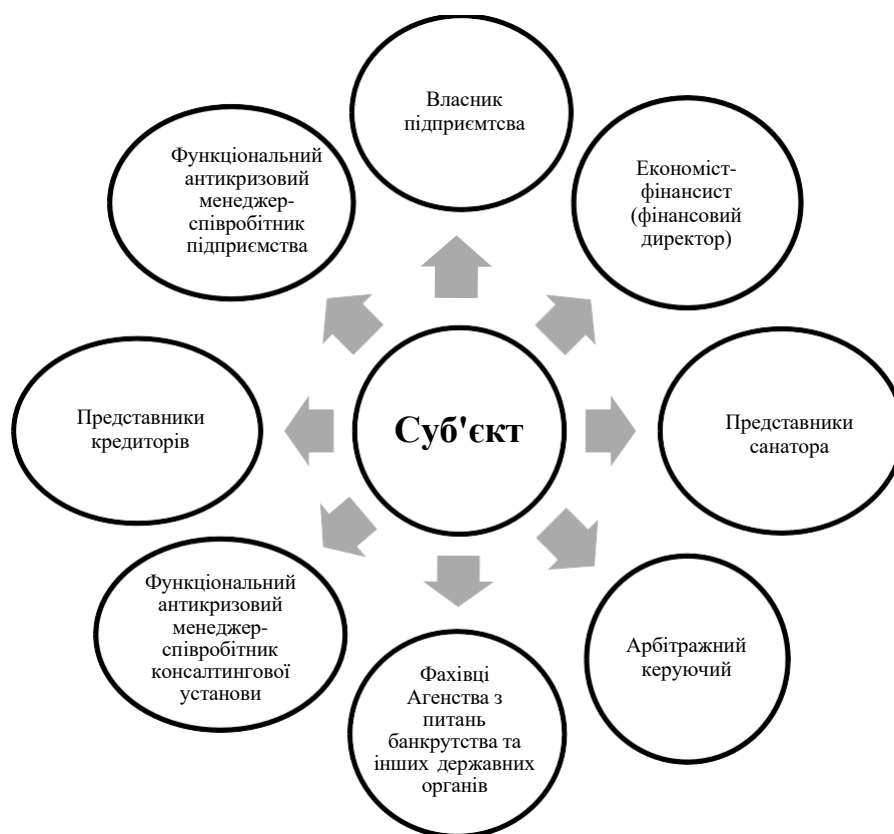 Власник
підприємтсва
Функціональний
антикризовий
менеджер-
співробітник
підприємства
Економіст-
фінансист
(фінансовий
директор)
Представники
кредиторів
Суб'єкт
Представники
санатора
Функціональний
антикризовий
менеджер-
співробітник
консалтингової
установи
Арбітражний
керуючий
Фахівці
Агенства з
питань
банкрутства та
інших державних
органів